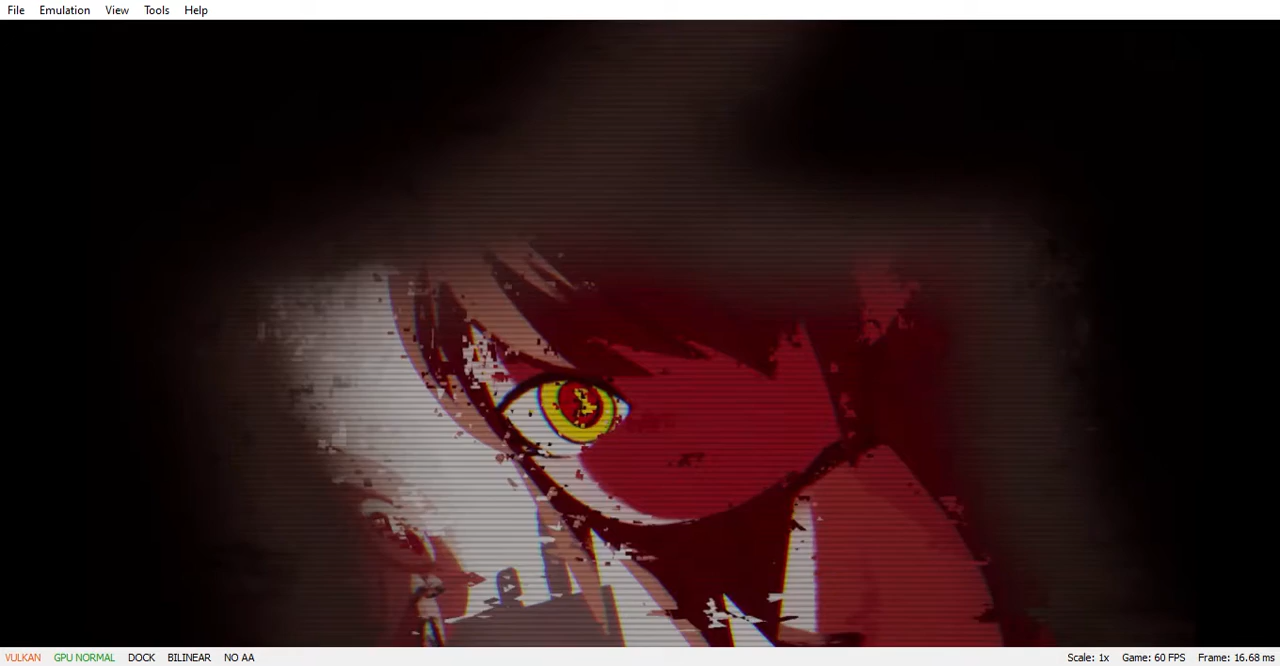 File Emulation View Tools Help
VULKAN GPU NORMAL DOCK BILINEAR NO AA Scale: 1x Game: 60 FPS Frame: 16.68 ms